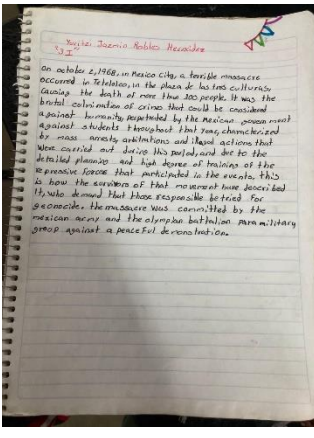 Jazmin Robles Hernández
"3 I"
on october 2, 1968, in Mexico City, a terrible massacre
occurred in Tetelolco, in the plaza de las tres culturas,
causing the death of more than 300 people. It was the
brutal culmination of crimes that could be considered
against humanity, perpetrated by the Mexican government
against students throughout that year, characterized
by mass arrests, arbitrations and illegal actions that
were carried out during this period, and due to the
detailed planning and high degree of training of the
repressive forces that participated in the events, this
is how the survivors of that movement have described
it, who demand that those responsible be tried for
genocide. the massacre was committed by the
mexican army and the olympian battalion paramilitary
group against a peaceful demonstration.